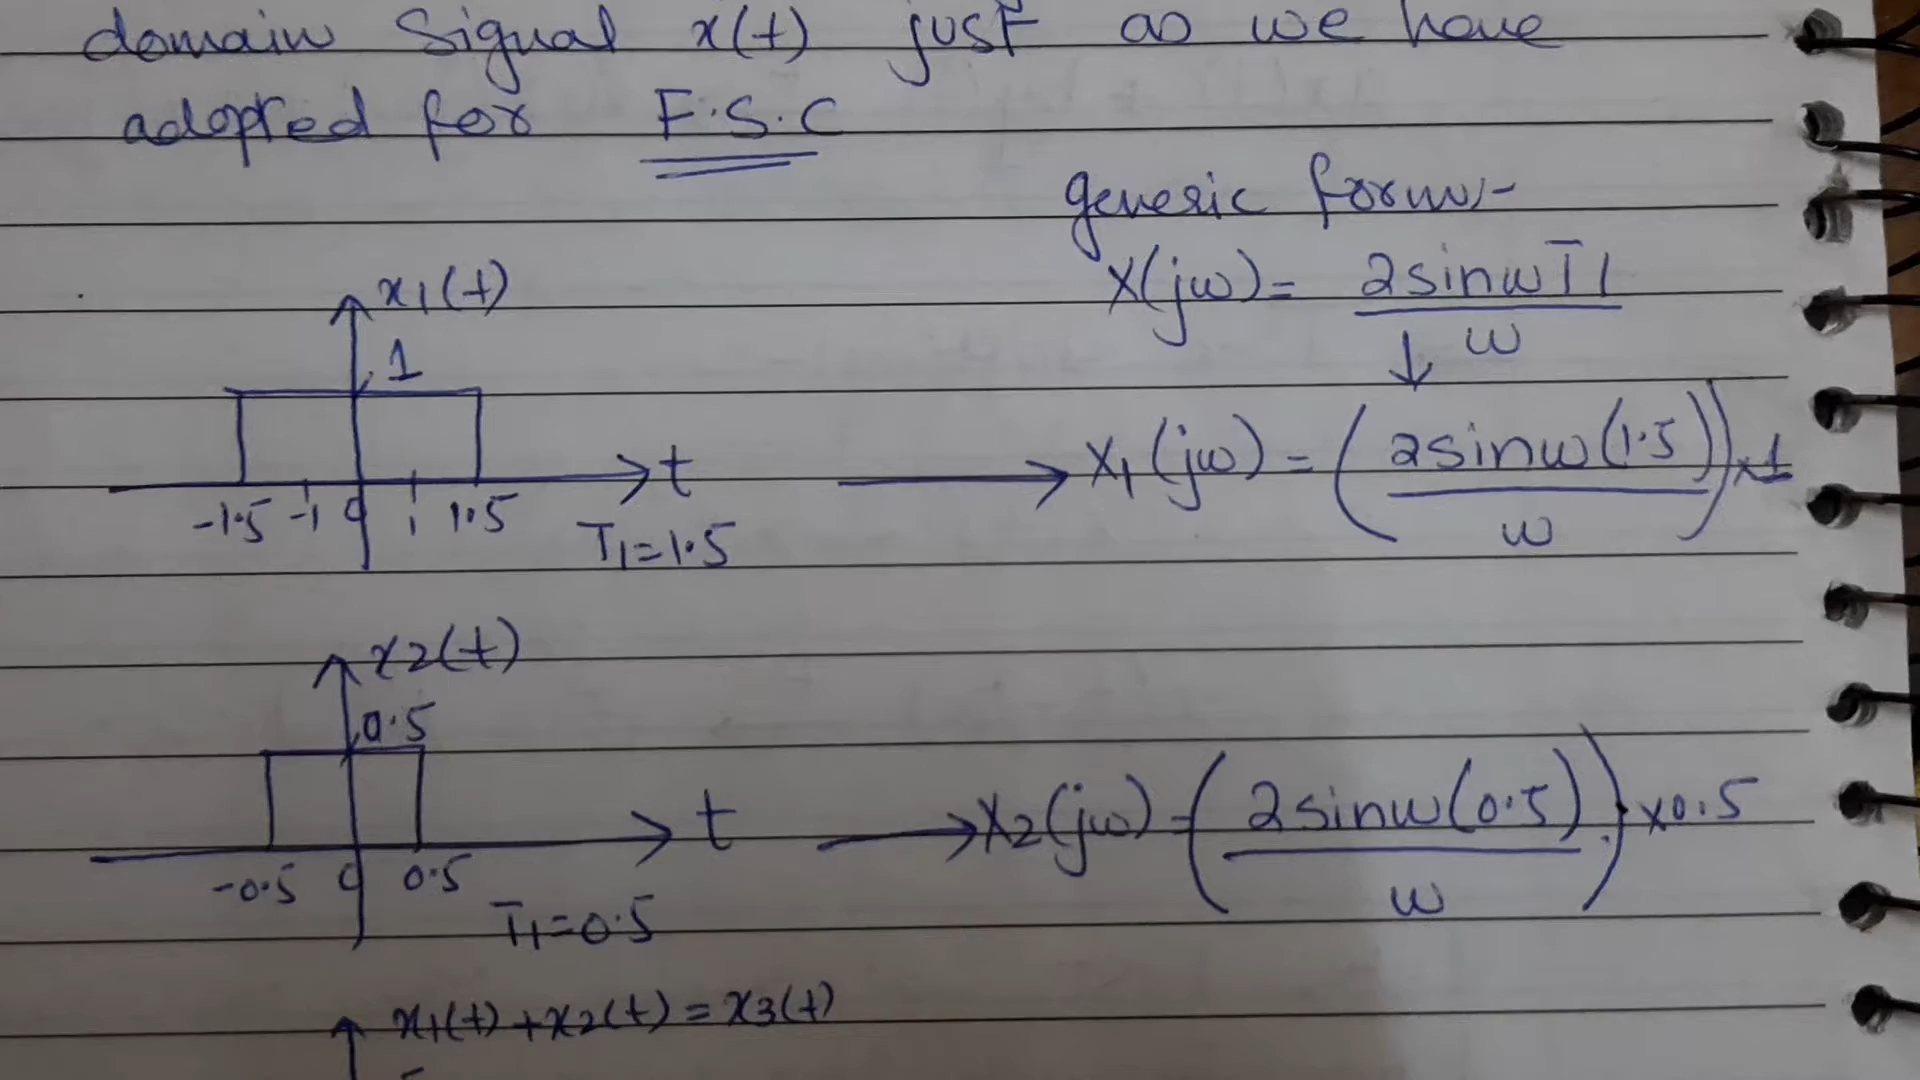 domain Signal x(t) just as we have
adopted for F.S.C
generic form:-
X(jω)= 2sinωT1 / ω
x1(t)
1
t
-1.5 -1 0 1 1.5
T1=1.5
X1(jω)=(2sinω(1.5) / ω)x1
x2(t)
0.5
t
-0.5 0 0.5
T1=0.5
X2(jω)=(2sinω(0.5) / ω)x0.5
x1(t)+x2(t)=x3(t)